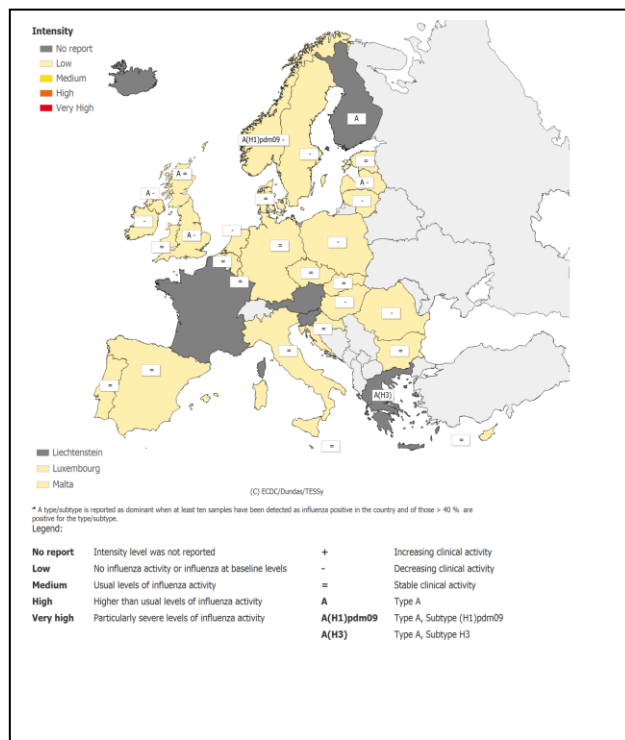 Intensity
No report
Low
Medium
High
Very High
A
A(H1)pdm09 -
-
=
A =
A -
=
A -
-
-
-
A -
=
-
=
=
=
=
=
-
-
=
=
=
=
=
=
A(H3)
=
=
Liechtenstein
Luxembourg
Malta
(C) ECDC/Dundas/TESSy
* A type/subtype is reported as dominant when at least ten samples have been detected as influenza positive in the country and of those > 40 % are
positive for the type/subtype.
Legend:
No report Intensity level was not reported + Increasing clinical activity
Low No influenza activity or influenza at baseline levels - Decreasing clinical activity
Medium Usual levels of influenza activity = Stable clinical activity
High Higher than usual levels of influenza activity A Type A
Very high Particularly severe levels of influenza activity A(H1)pdm09 Type A, Subtype (H1)pdm09
A(H3) Type A, Subtype H3